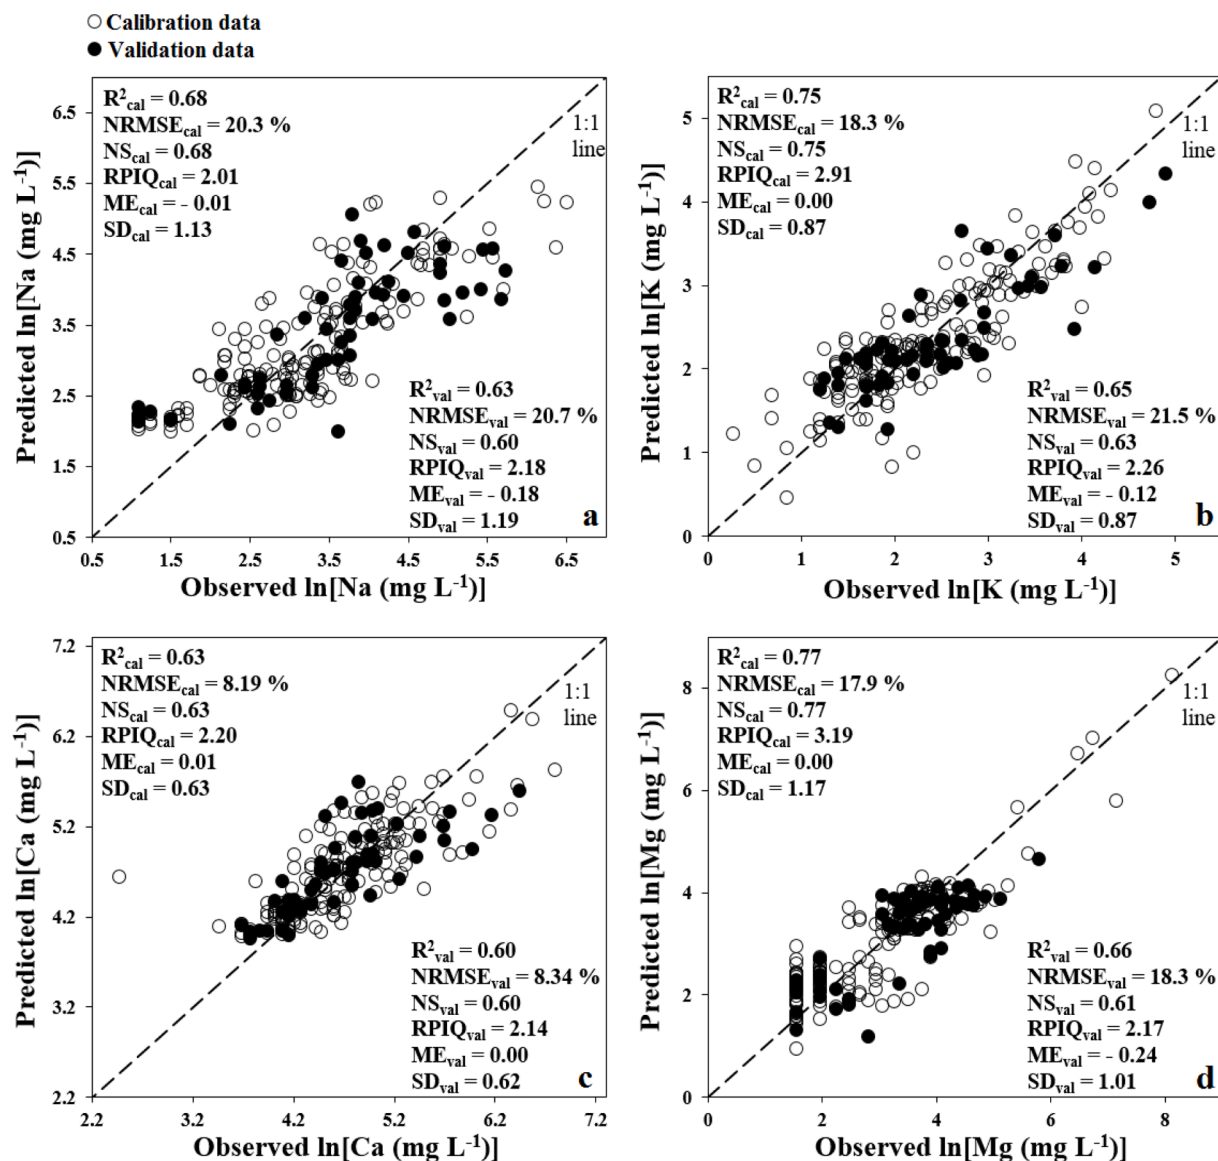 Calibration data
Validation data
R²cal = 0.68
NRMSEcal = 20.3 %
NScal = 0.68
RPIQcal = 2.01
MEcal = - 0.01
SDcal = 1.13
1:1
line
R²val = 0.63
NRMSEval = 20.7 %
NSval = 0.60
RPIQval = 2.18
MEval = - 0.18
SDval = 1.19
a
6.5
5.5
4.5
3.5
2.5
1.5
0.5
0.5 1.5 2.5 3.5 4.5 5.5 6.5
Predicted ln[Na (mg L⁻¹)]
Observed ln[Na (mg L⁻¹)]
R²cal = 0.75
NRMSEcal = 18.3 %
NScal = 0.75
RPIQcal = 2.91
MEcal = 0.00
SDcal = 0.87
1:1
line
R²val = 0.65
NRMSEval = 21.5 %
NSval = 0.63
RPIQval = 2.26
MEval = - 0.12
SDval = 0.87
b
5
4
3
2
1
0
0 1 2 3 4 5
Predicted ln[K (mg L⁻¹)]
Observed ln[K (mg L⁻¹)]
R²cal = 0.63
NRMSEcal = 8.19 %
NScal = 0.63
RPIQcal = 2.20
MEcal = 0.01
SDcal = 0.63
1:1
line
R²val = 0.60
NRMSEval = 8.34 %
NSval = 0.60
RPIQval = 2.14
MEval = 0.00
SDval = 0.62
c
7.2
6.2
5.2
4.2
3.2
2.2
2.2 3.2 4.2 5.2 6.2 7.2
Predicted ln[Ca (mg L⁻¹)]
Observed ln[Ca (mg L⁻¹)]
R²cal = 0.77
NRMSEcal = 17.9 %
NScal = 0.77
RPIQcal = 3.19
MEcal = 0.00
SDcal = 1.17
1:1
line
R²val = 0.66
NRMSEval = 18.3 %
NSval = 0.61
RPIQval = 2.17
MEval = - 0.24
SDval = 1.01
d
8
6
4
2
0
0 2 4 6 8
Predicted ln[Mg (mg L⁻¹)]
Observed ln[Mg (mg L⁻¹)]